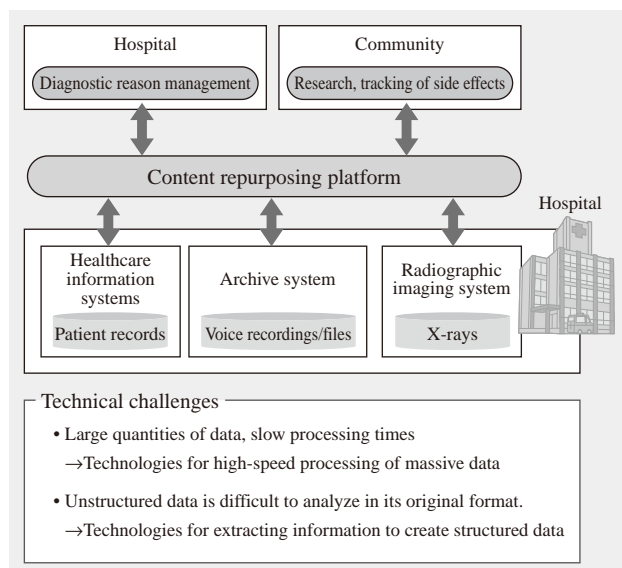 Hospital
Diagnostic reason management
Community
Research, tracking of side effects
Content repurposing platform
Hospital
Healthcare
information
systems
Patient records
Archive system
Voice recordings/files
Radiographic
imaging system
X-rays
Technical challenges
• Large quantities of data, slow processing times
→Technologies for high-speed processing of massive data
• Unstructured data is difficult to analyze in its original format.
→Technologies for extracting information to create structured data